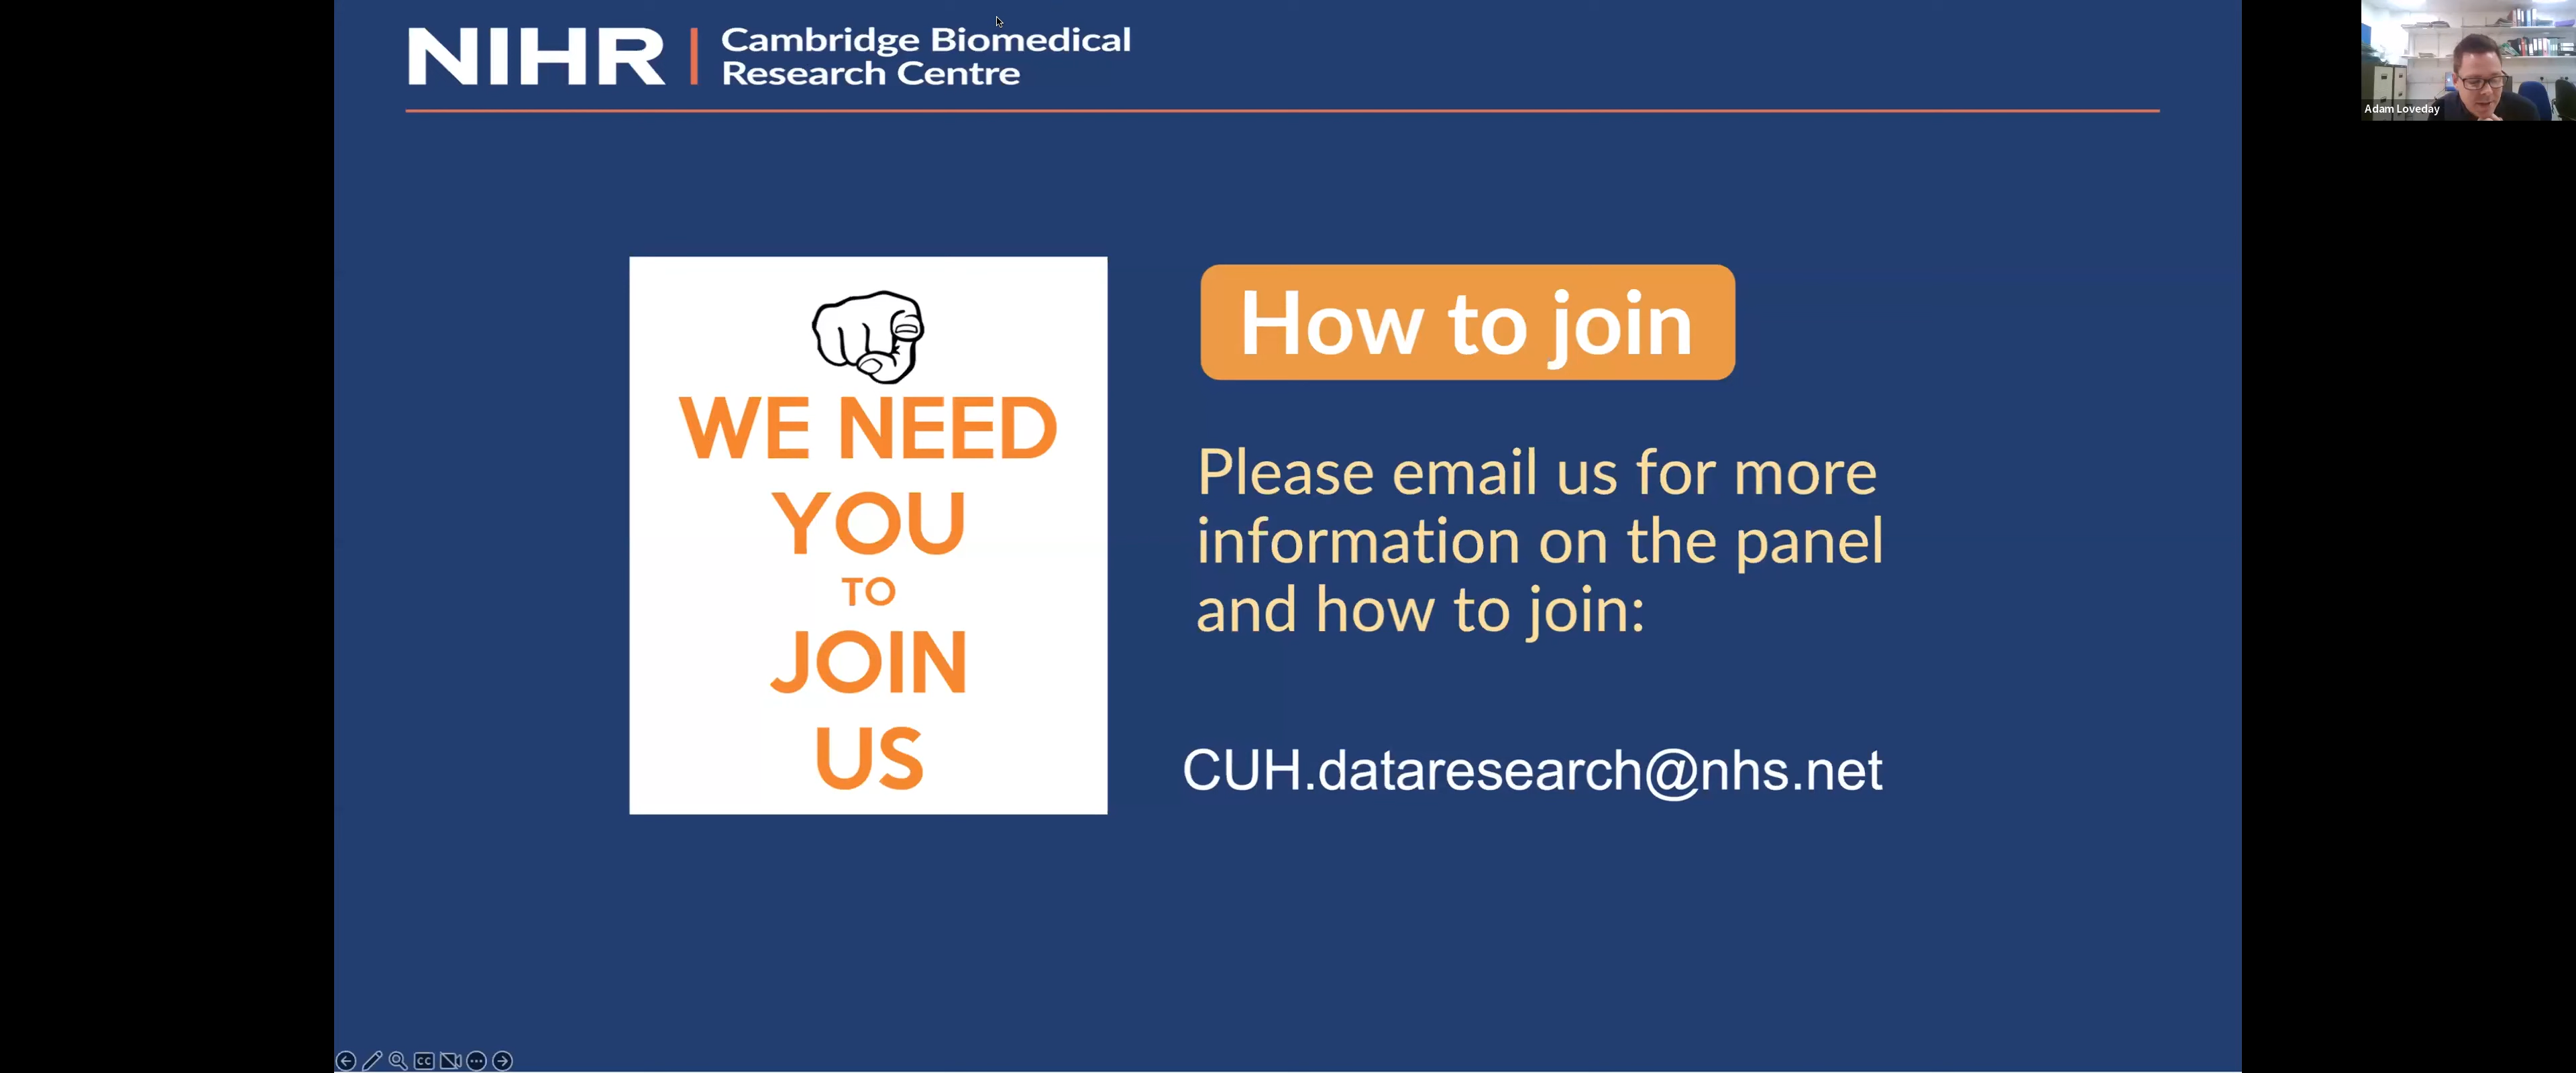 NIHR | Cambridge Biomedical
Research Centre
Adam Loveday
WE NEED
YOU
TO
JOIN
US
How to join
Please email us for more
information on the panel
and how to join:
CUH.dataresearch@nhs.net
CC